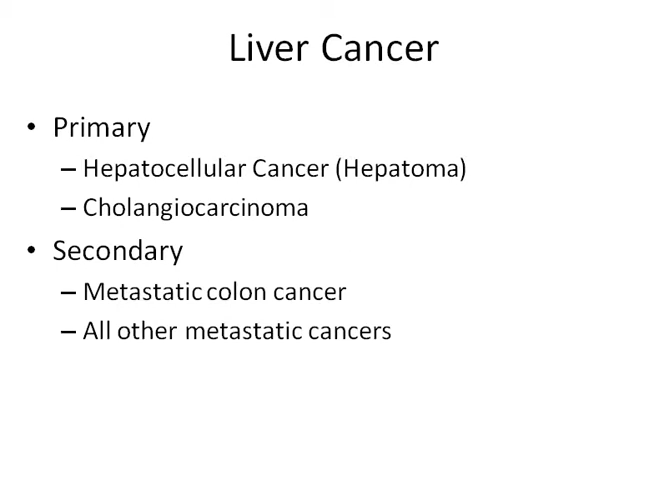 Liver Cancer
• Primary
– Hepatocellular Cancer (Hepatoma)
– Cholangiocarcinoma
• Secondary
– Metastatic colon cancer
– All other metastatic cancers